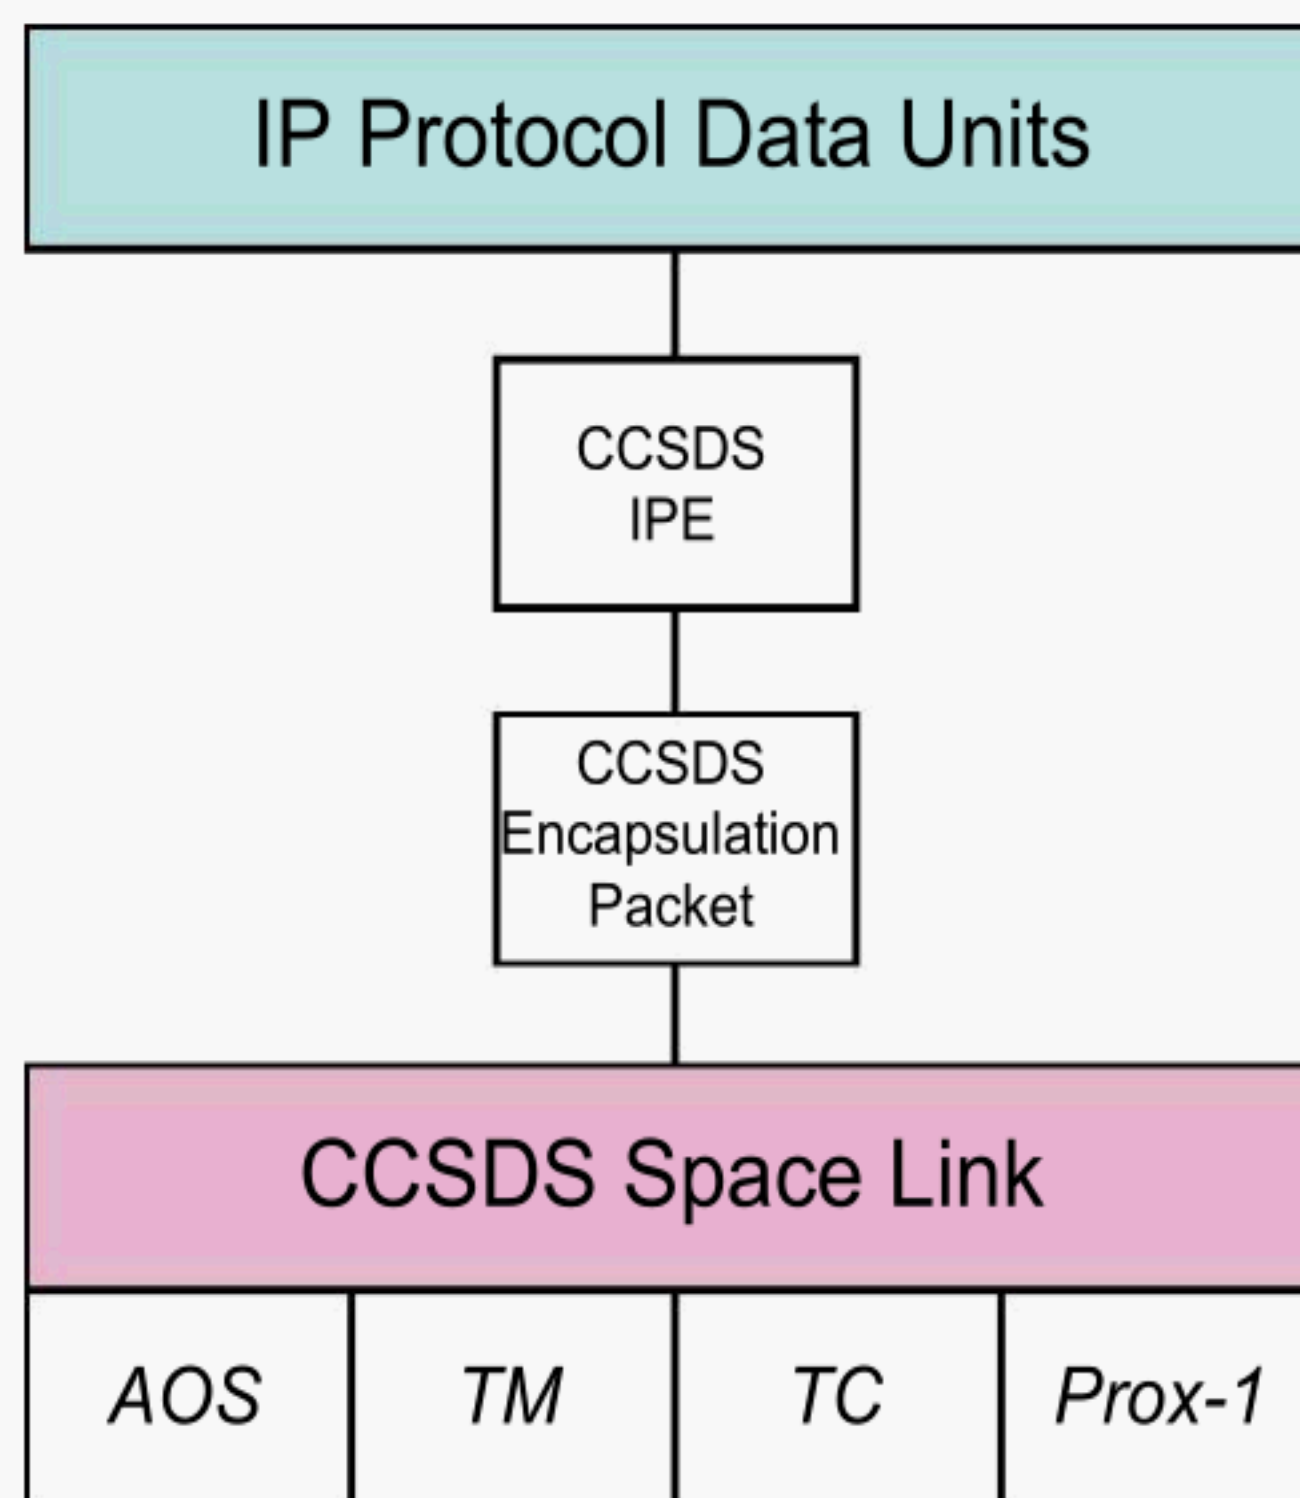 IP Protocol Data Units
CCSDS
IPE
CCSDS
Encapsulation
Packet
CCSDS Space Link
AOS TM TC Prox-1